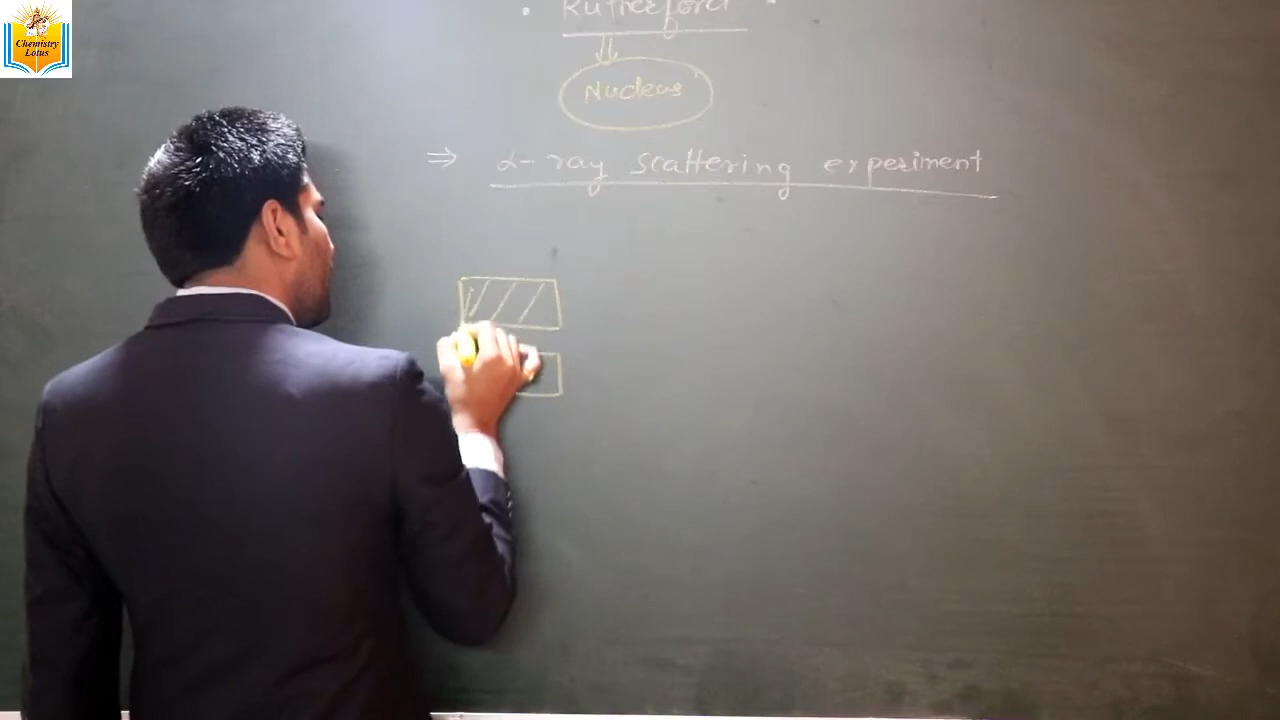 Chemistry
Lotus
Rutherford
Nucleus
⇒ α-ray scattering experiment